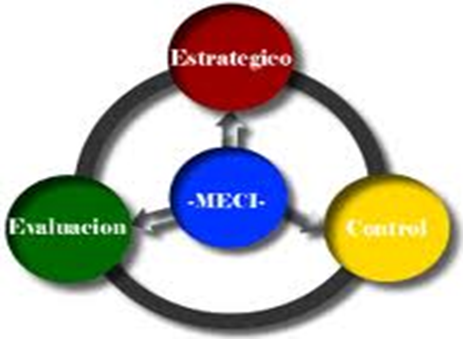 Estrategico
-MECI-
Evaluacion
Control